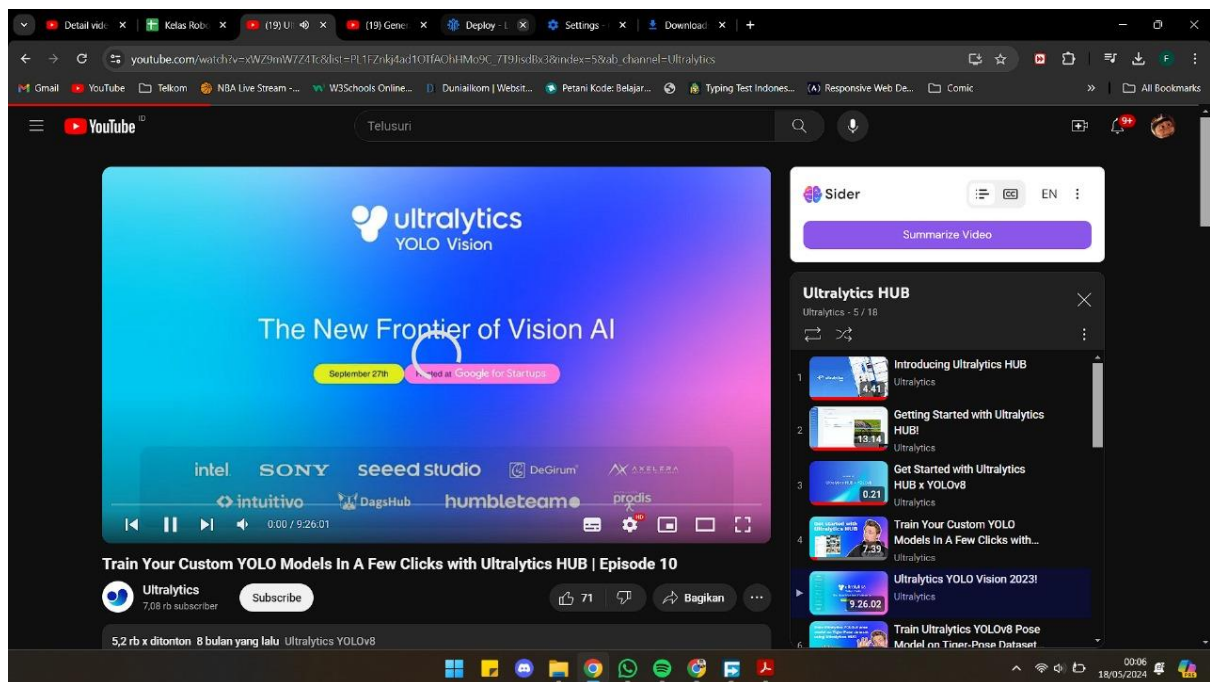 Detail vide
Kelas Robo
(19) Ul
(19) Gener
Deploy - L
Settings -
Download
youtube.com/watch?v=xWZ9mW7Z4Tc&list=PL1FZnkj4ad1OTfAOhHMo9C_7T9JisdBx3&index=5&ab_channel=Ultralytics
Gmail
YouTube
Telkom
NBA Live Stream -...
W3Schools Online...
Duniailkom | Websit...
Petani Kode: Belajar...
Typing Test Indones...
(A) Responsive Web De...
Comic
»
All Bookmarks
YouTube ID
Telusuri
9+
ultralytics
YOLO Vision
The New Frontier of Vision AI
September 27th
Hosted at Google for Startups
intel. SONY seeed studio DeGirum AXELERA
intuitivo DagsHub humbleteam prodis
0:00 / 9:26.01
HD
Train Your Custom YOLO Models In A Few Clicks with Ultralytics HUB | Episode 10
Ultralytics
7,08 rb subscriber
Subscribe
71
Bagikan
5,2 rb x ditonton 8 bulan yang lalu Ultralytics YOLOv8
Sider
CC
EN
Summarize Video
Ultralytics HUB
Ultralytics - 5 / 18
1
4.41
Introducing Ultralytics HUB
Ultralytics
2
13.14
Getting Started with Ultralytics
HUB!
Ultralytics
3
0.21
Get Started with Ultralytics
HUB x YOLOv8
Ultralytics
4
7.39
Train Your Custom YOLO
Models In A Few Clicks with...
Ultralytics
9.26.02
Ultralytics YOLO Vision 2023!
Ultralytics
6
Train Ultralytics YOLOv8 Pose
Model on Tiger-Pose Dataset
00:06
18/05/2024